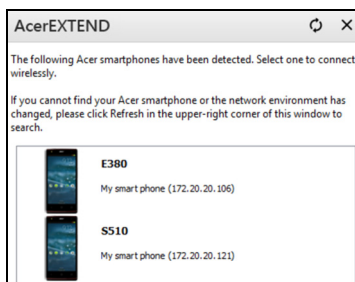 AcerEXTEND
The following Acer smartphones have been detected. Select one to connect
wirelessly.
If you cannot find your Acer smartphone or the network environment has
changed, please click Refresh in the upper-right corner of this window to
search.
E380
My smart phone (172.20.20.106)
S510
My smart phone (172.20.20.121)